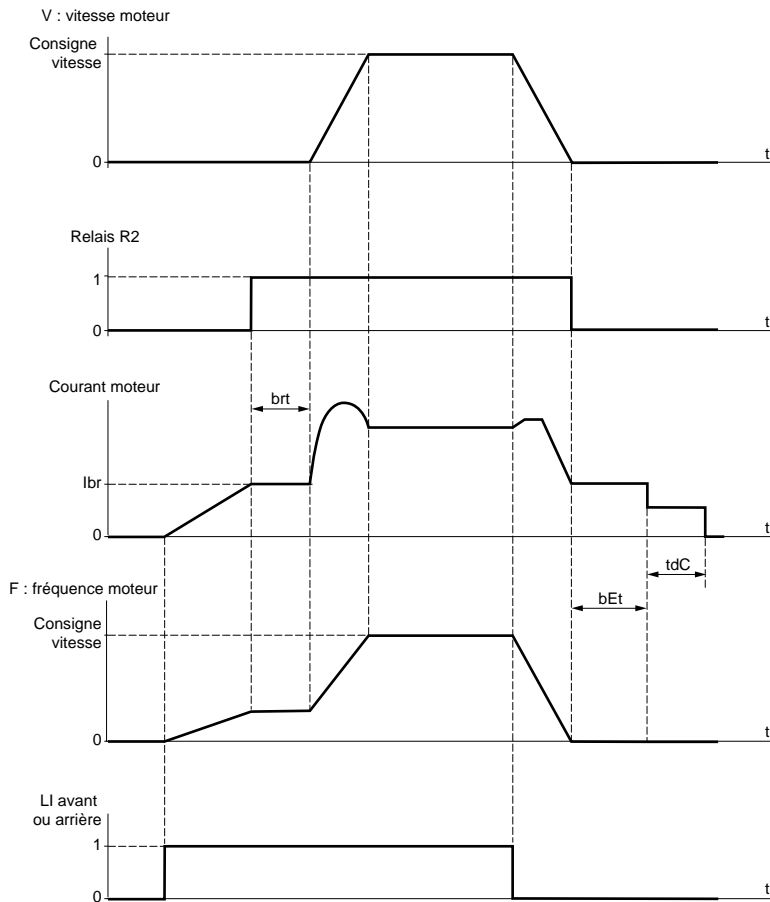 V : vitesse moteur
Consigne
vitesse
0
t
Relais R2
1
0
t
Courant moteur
brt
Ibr
0
t
tdC
bEt
F : fréquence moteur
Consigne
vitesse
0
t
LI avant
ou arrière
1
0
t